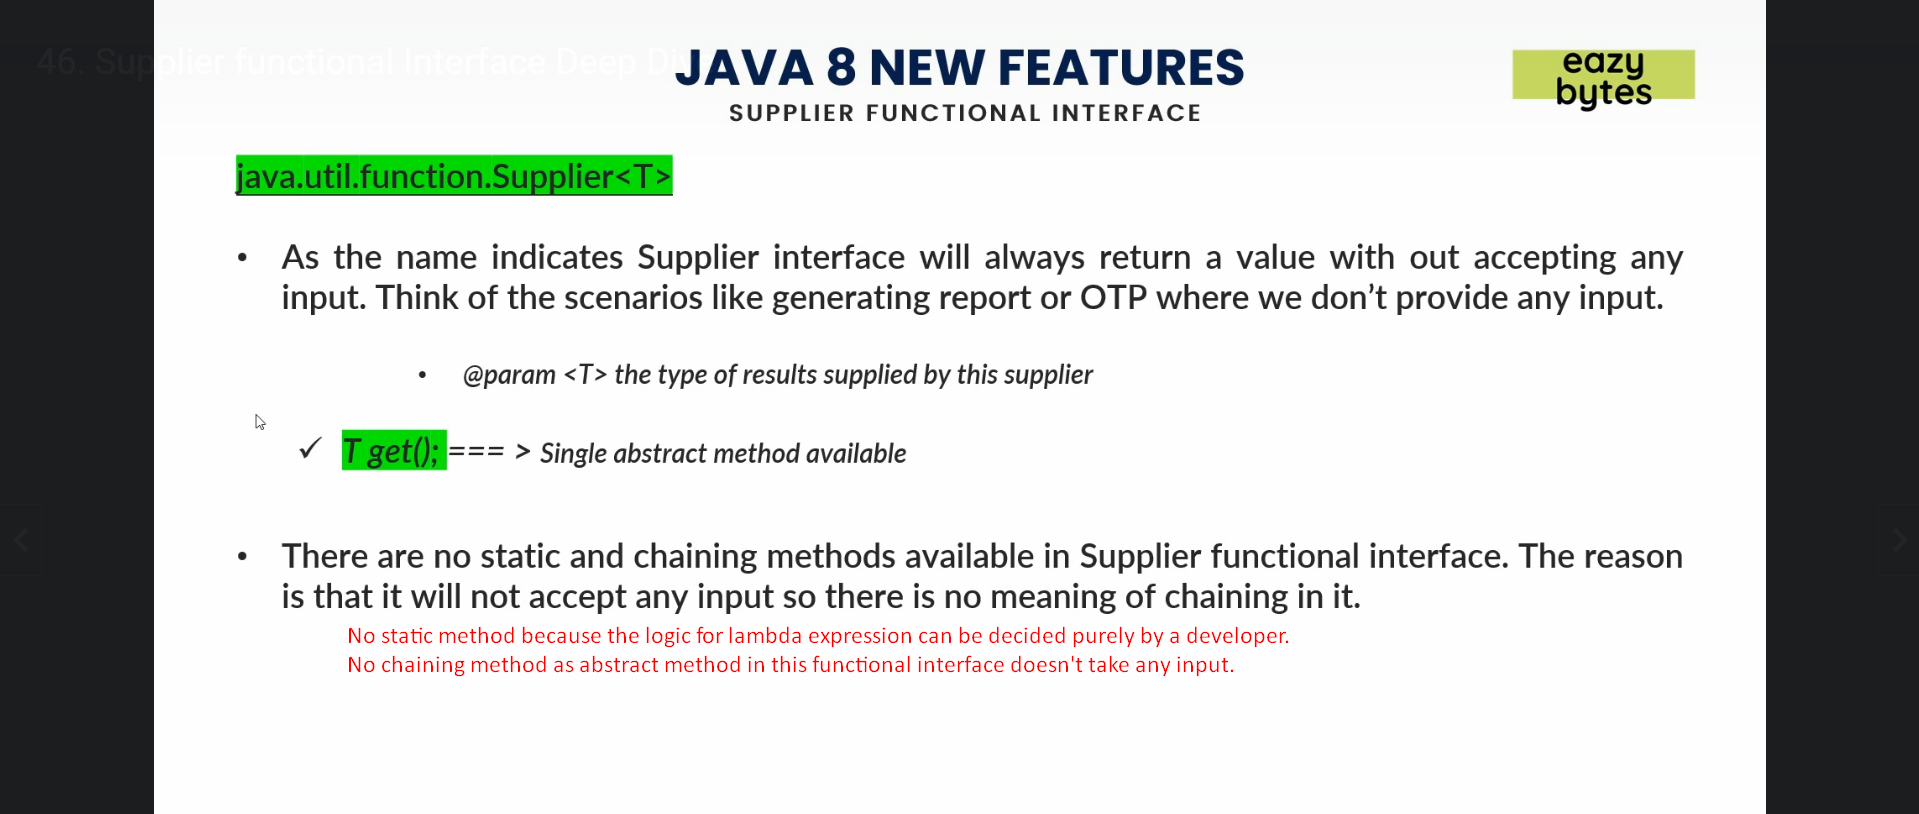 46. Supplier functional Interface Deep Di
JAVA 8 NEW FEATURES
eazy
bytes
SUPPLIER FUNCTIONAL INTERFACE
java.util.function.Supplier<T>
• As the name indicates Supplier interface will always return a value with out accepting any
input. Think of the scenarios like generating report or OTP where we don’t provide any input.
• @param <T> the type of results supplied by this supplier
✓ T get(); === > Single abstract method available
• There are no static and chaining methods available in Supplier functional interface. The reason
is that it will not accept any input so there is no meaning of chaining in it.
No static method because the logic for lambda expression can be decided purely by a developer.
No chaining method as abstract method in this functional interface doesn't take any input.